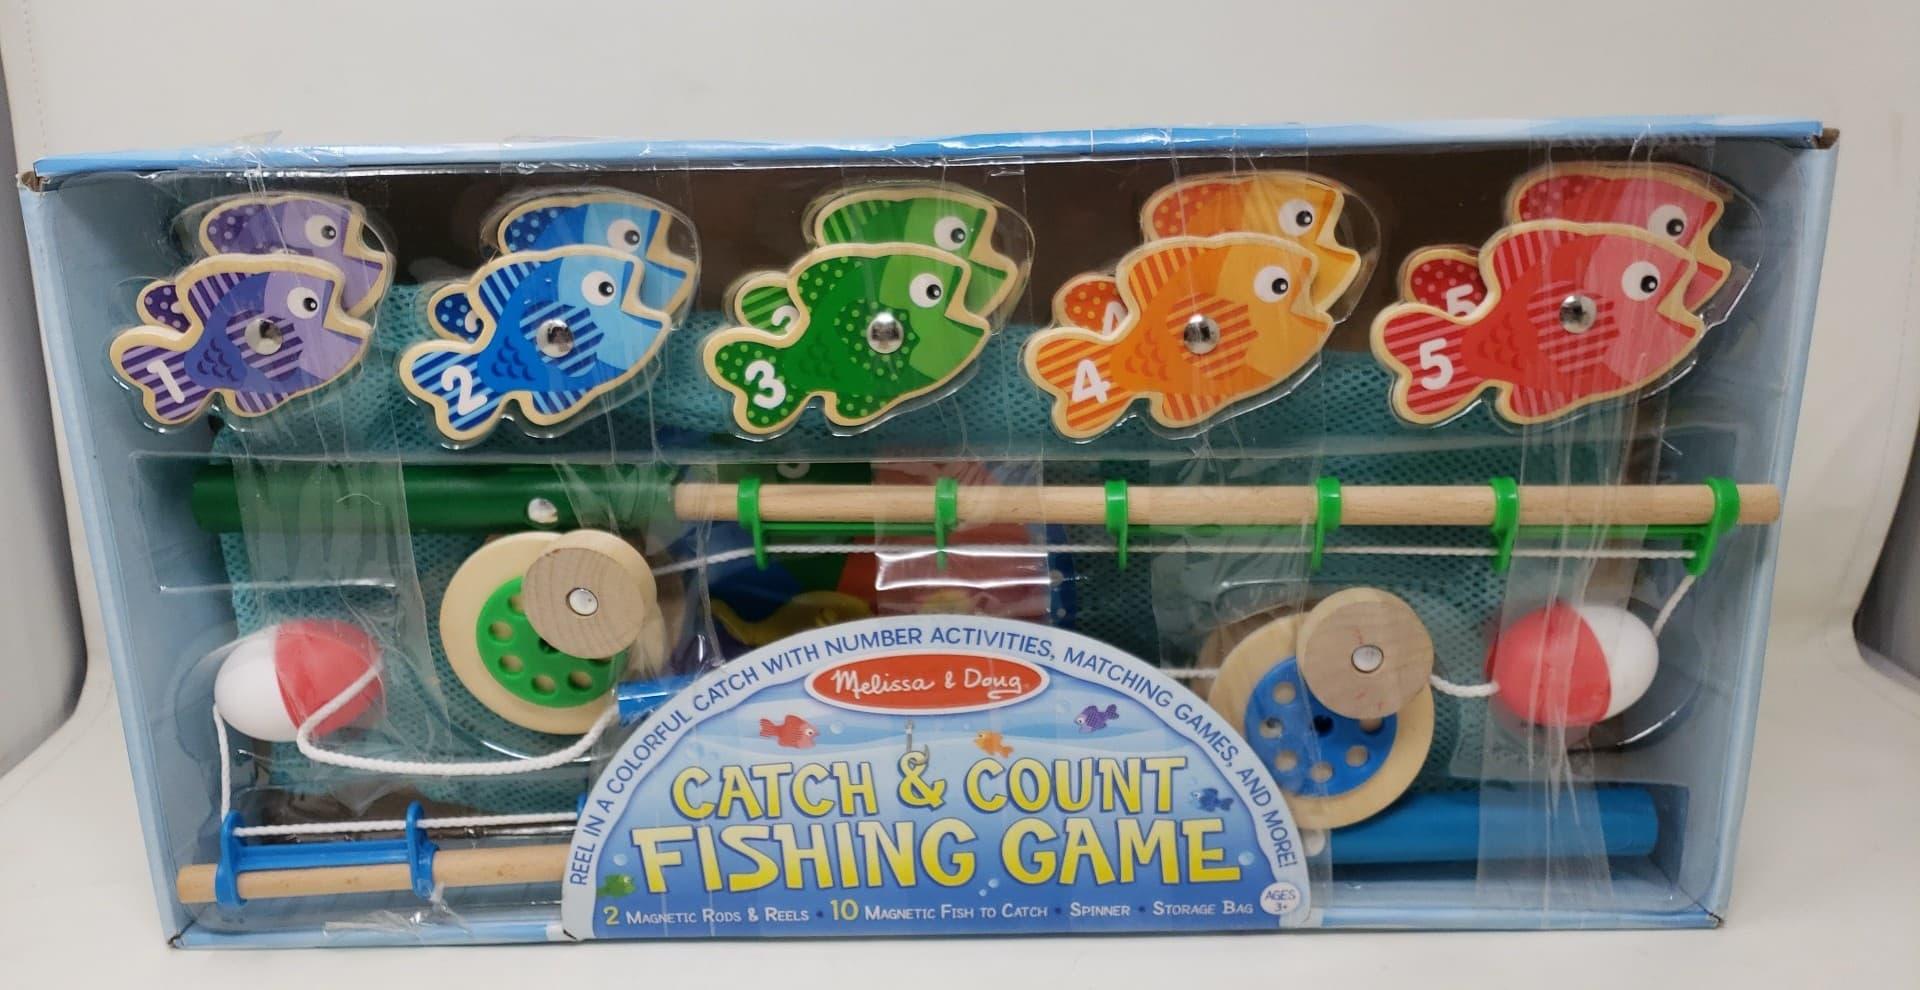 1
2
3
4
5
5
REEL IN A COLORFUL CATCH WITH NUMBER ACTIVITIES, MATCHING GAMES, AND MORE!
Melissa & Doug
CATCH & COUNT
FISHING GAME
2 MAGNETIC RODS & REELS • 10 MAGNETIC FISH TO CATCH • SPINNER • STORAGE BAG
AGES
3+